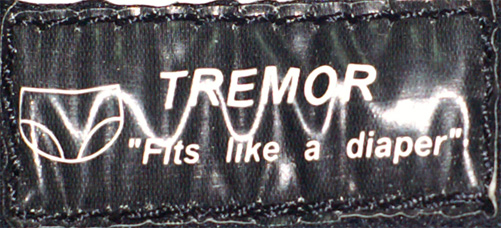 TREMOR
"Fits like a diaper"